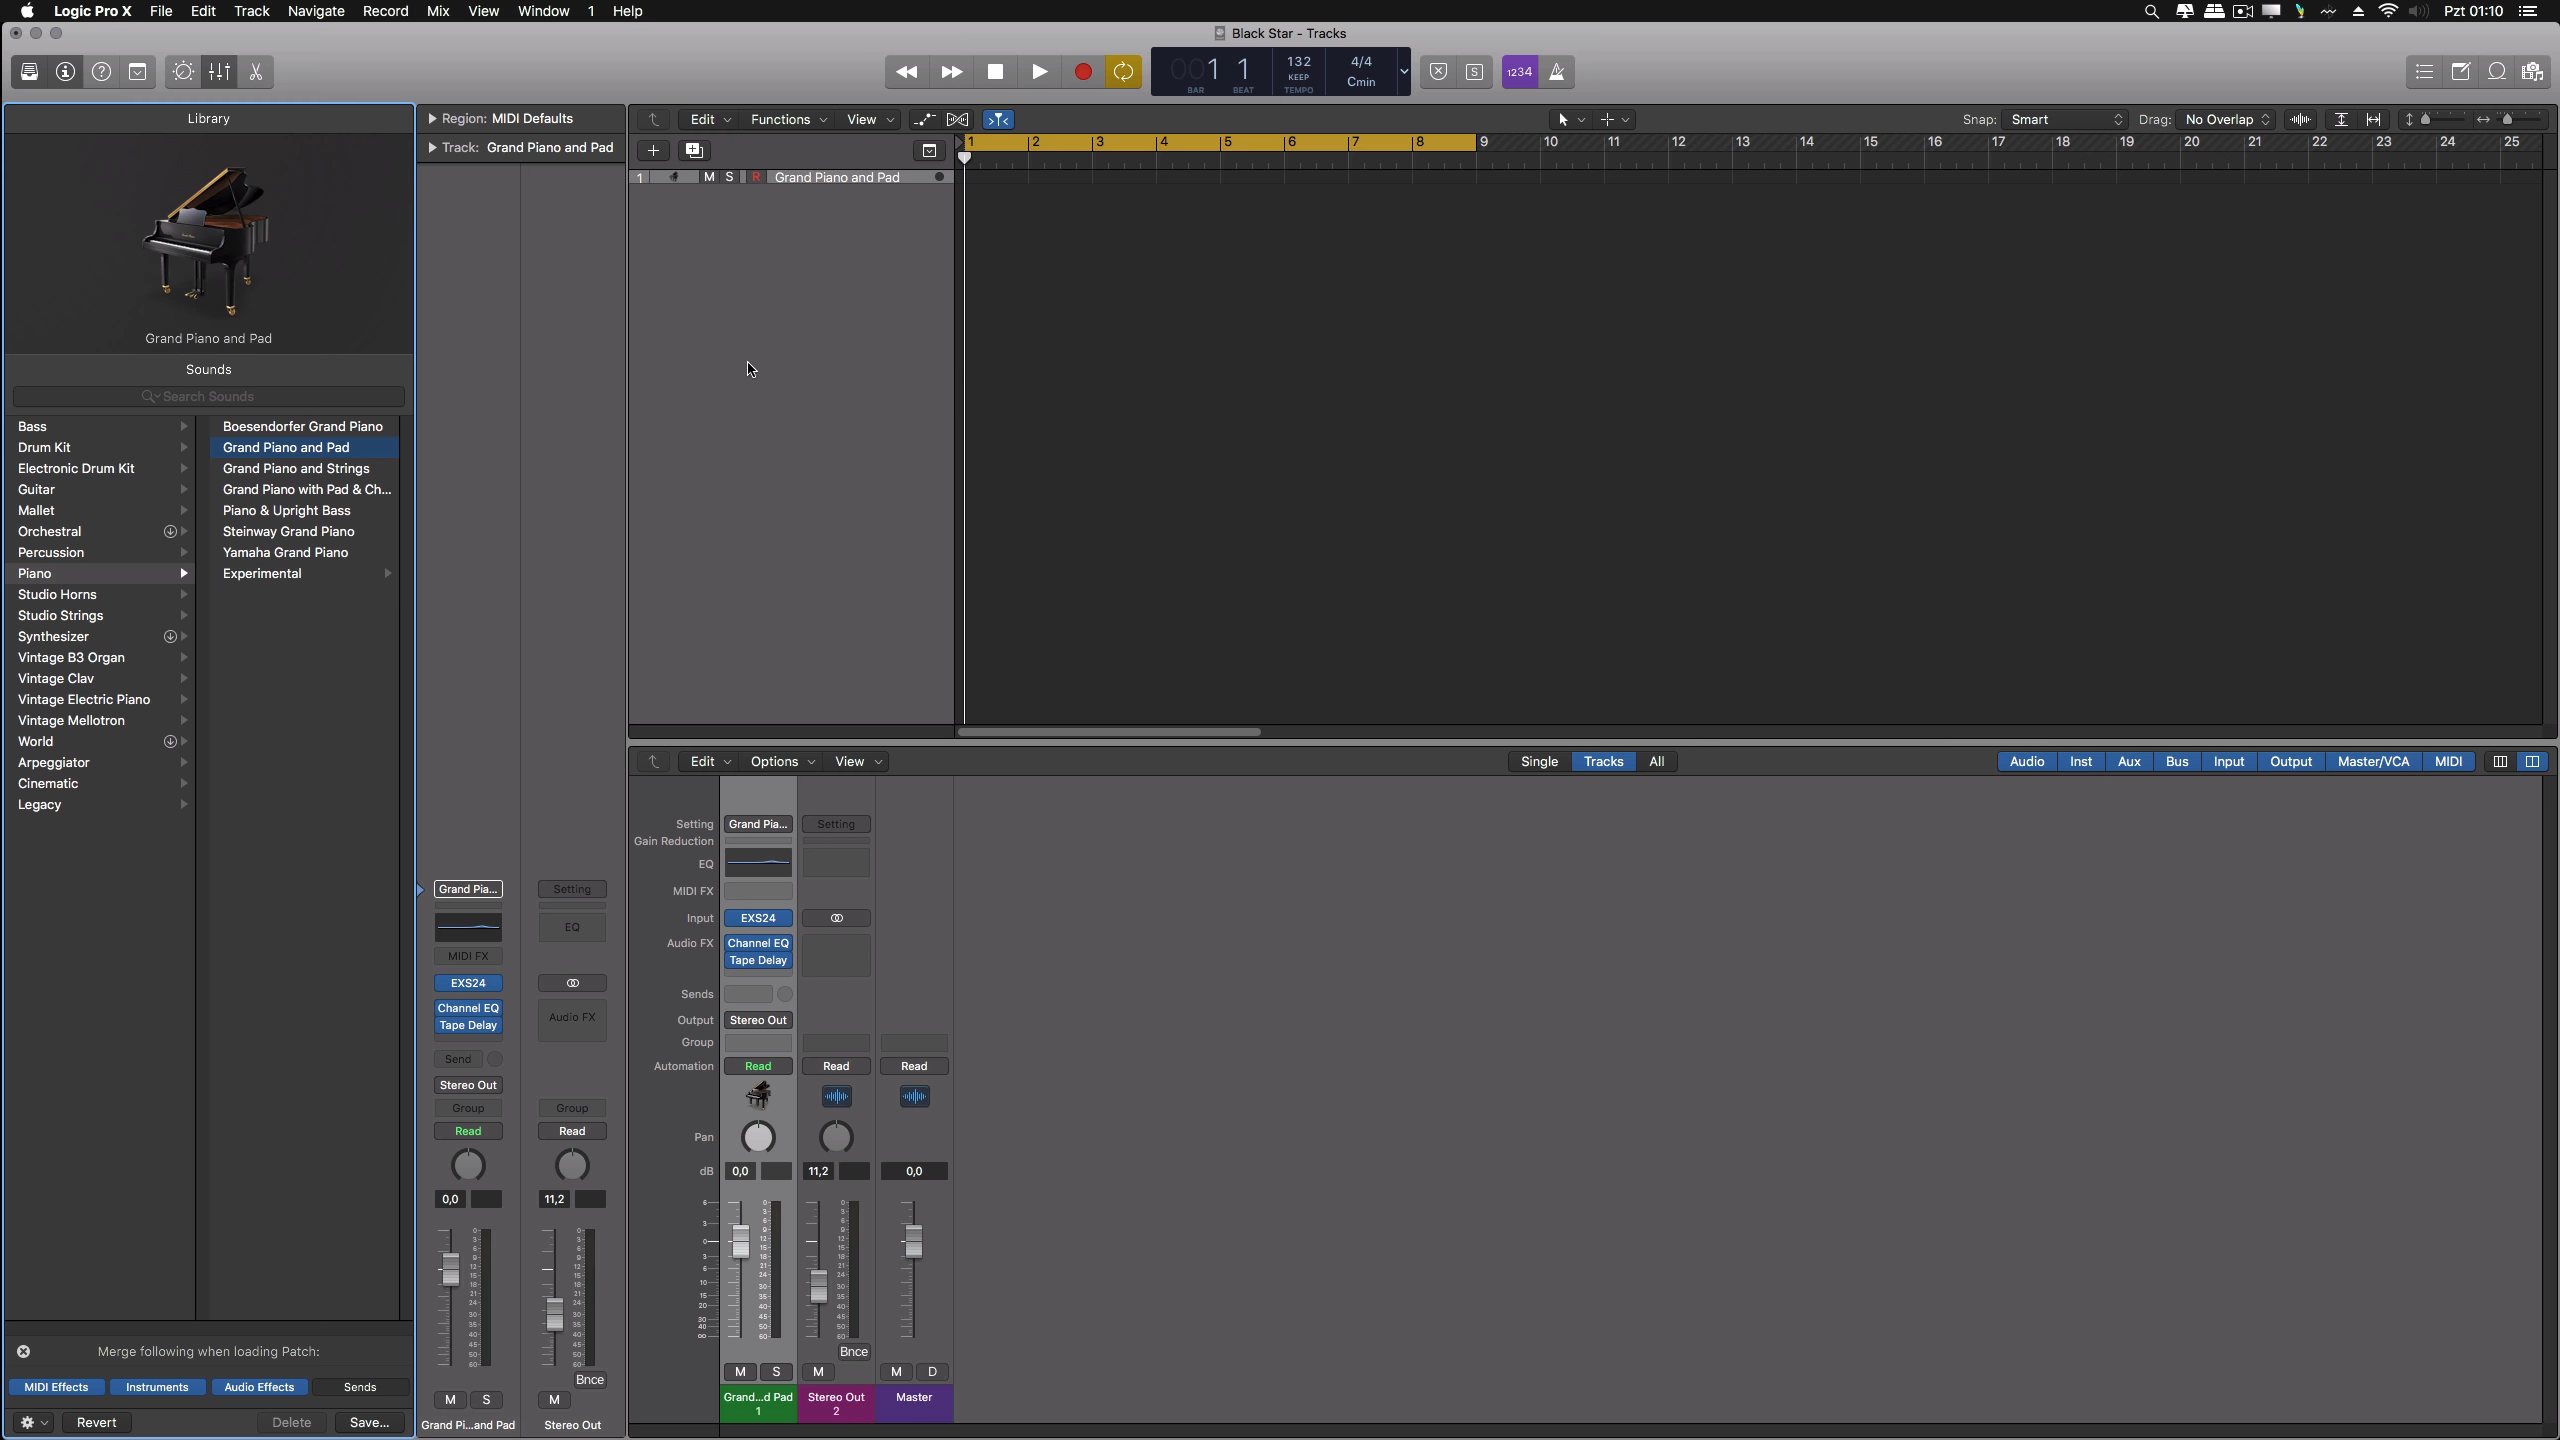 Logic Pro X File Edit Track Navigate Record Mix View Window 1 Help Pzt 01:10
Black Star - Tracks
001 1 132 4/4
KEEP Cmin 1234
BAR BEAT TEMPO
Library
Grand Piano and Pad
Sounds
Search Sounds
Bass
Drum Kit
Electronic Drum Kit
Guitar
Mallet
Orchestral
Percussion
Piano
Studio Horns
Studio Strings
Synthesizer
Vintage B3 Organ
Vintage Clav
Vintage Electric Piano
Vintage Mellotron
World
Arpeggiator
Cinematic
Legacy
Boesendorfer Grand Piano
Grand Piano and Pad
Grand Piano and Strings
Grand Piano with Pad & Ch...
Piano & Upright Bass
Steinway Grand Piano
Yamaha Grand Piano
Experimental
Merge following when loading Patch:
MIDI Effects Instruments Audio Effects Sends
Revert Delete Save...
Region: MIDI Defaults
Track: Grand Piano and Pad
Grand Pia... Setting
EQ
MIDI FX
EXS24
Channel EQ
Tape Delay
Audio FX
Send
Stereo Out
Group Group
Read Read
0,0 11,2
Bnce
M S M
Grand Pi...and Pad Stereo Out
Edit Functions View Snap: Smart Drag: No Overlap
1 2 3 4 5 6 7 8 9 10 11 12 13 14 15 16 17 18 19 20 21 22 23 24 25
1 M S R Grand Piano and Pad
Edit Options View Single Tracks All Audio Inst Aux Bus Input Output Master/VCA MIDI
Setting Grand Pia... Setting
Gain Reduction
EQ
MIDI FX
Input EXS24
Audio FX Channel EQ
Tape Delay
Sends
Output Stereo Out
Group
Automation Read Read Read
Pan
dB 0,0 11,2 0,0
Bnce
M S M M D
Grand...d Pad Stereo Out Master
1 2